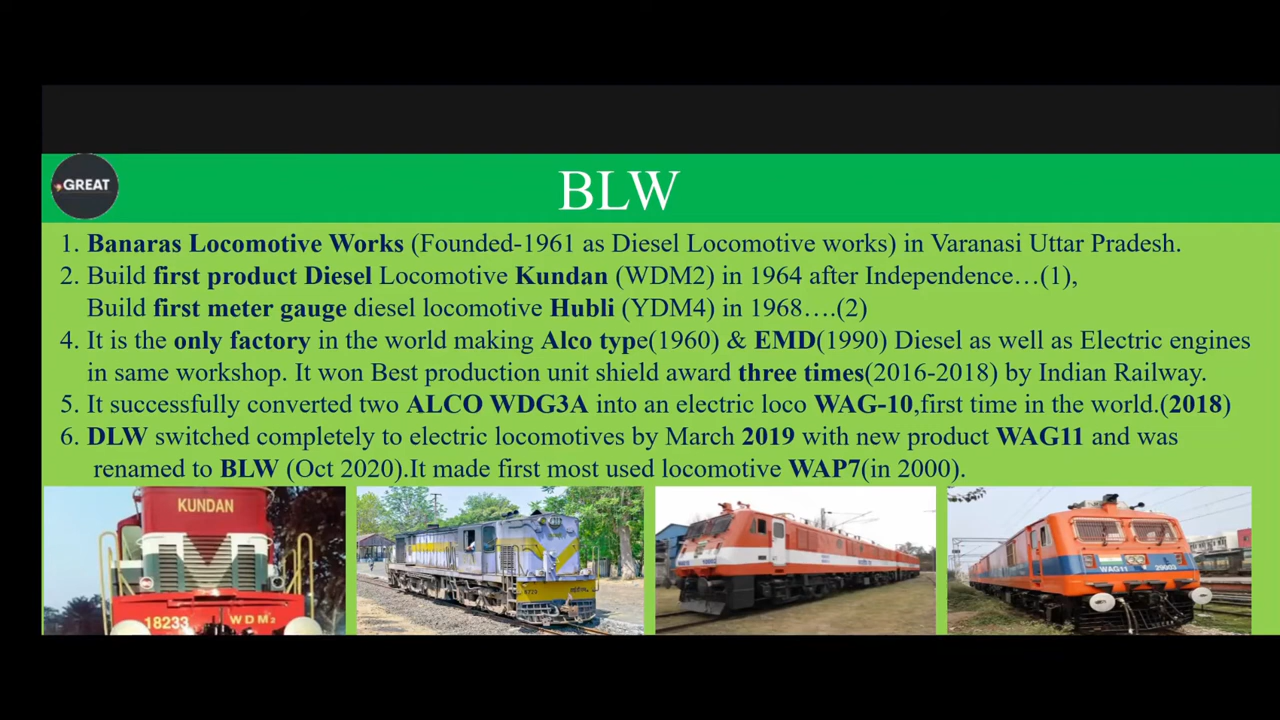 GREAT
BLW
1. Banaras Locomotive Works (Founded-1961 as Diesel Locomotive works) in Varanasi Uttar Pradesh.
2. Build first product Diesel Locomotive Kundan (WDM2) in 1964 after Independence…(1),
Build first meter gauge diesel locomotive Hubli (YDM4) in 1968….(2)
4. It is the only factory in the world making Alco type(1960) & EMD(1990) Diesel as well as Electric engines
in same workshop. It won Best production unit shield award three times(2016-2018) by Indian Railway.
5. It successfully converted two ALCO WDG3A into an electric loco WAG-10,first time in the world.(2018)
6. DLW switched completely to electric locomotives by March 2019 with new product WAG11 and was
renamed to BLW (Oct 2020).It made first most used locomotive WAP7(in 2000).
KUNDAN
18233 WDM2
WAG11 29003